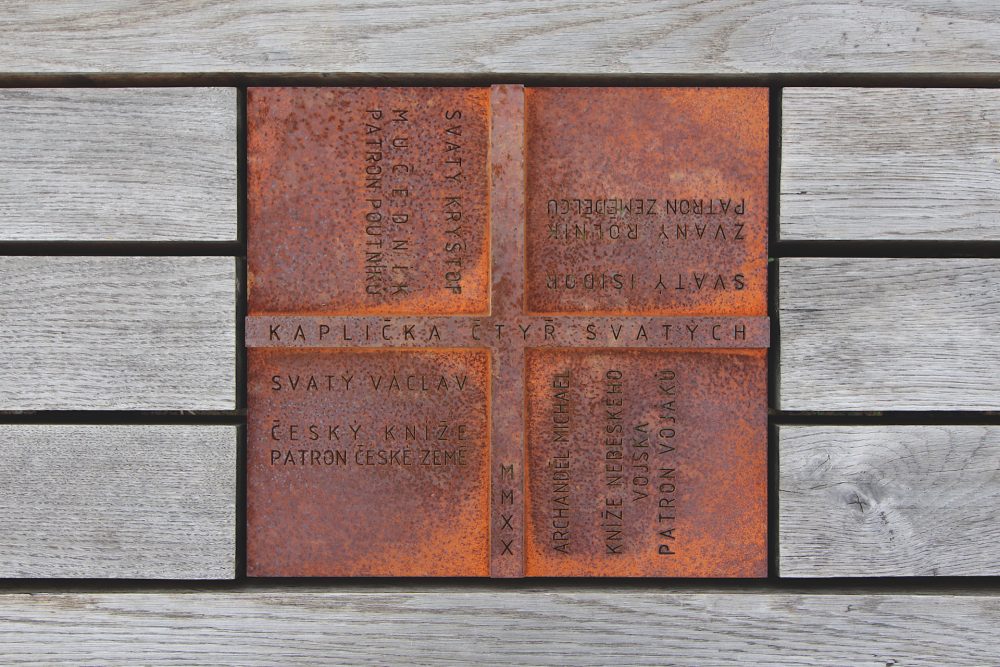 SVATÝ KRYŠTOF
MUČEDNÍK
PATRON POUTNÍKŮ
SVATÝ ISIDOR
ZVANÝ ROLNÍK
PATRON ZEMĚDĚLCŮ
KAPLIČKA ČTYŘ SVATÝCH
SVATÝ VÁCLAV
ČESKÝ KNÍŽE
PATRON ČESKÉ ZEMĚ
MMXX
ARCHANDĚL MICHAEL
KNÍŽE NEBESKÉHO
VOJSKA
PATRON VOJÁKŮ